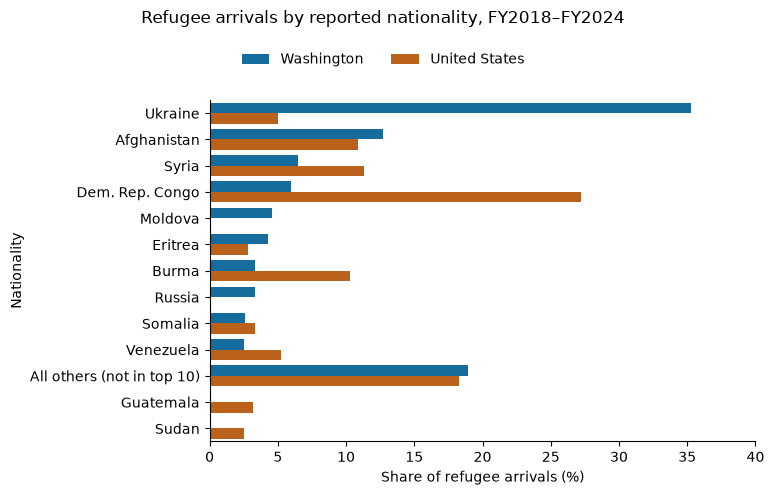 Refugee arrivals by reported nationality, FY2018–FY2024
Washington
United States
Nationality
Ukraine
Afghanistan
Syria
Dem. Rep. Congo
Moldova
Eritrea
Burma
Russia
Somalia
Venezuela
All others (not in top 10)
Guatemala
Sudan
0 5 10 15 20 25 30 35 40
Share of refugee arrivals (%)